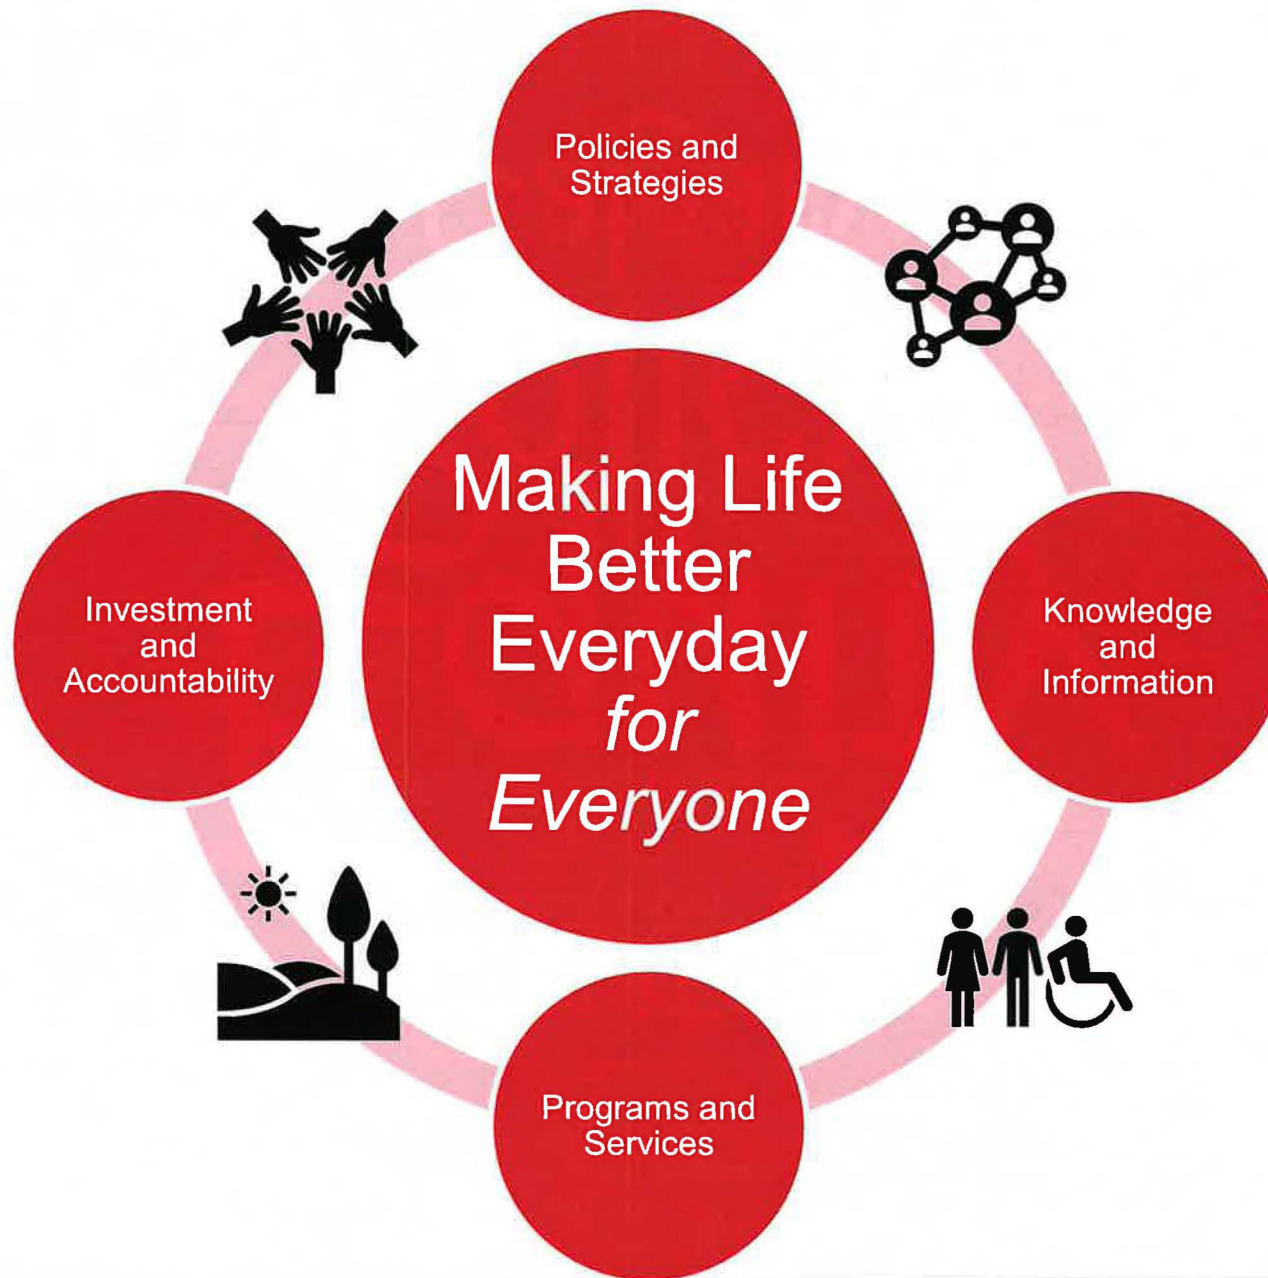 Policies and
Strategies
Making Life
Better
Everyday
for
Everyone
Investment
and
Accountability
Knowledge
and
Information
Programs and
Services